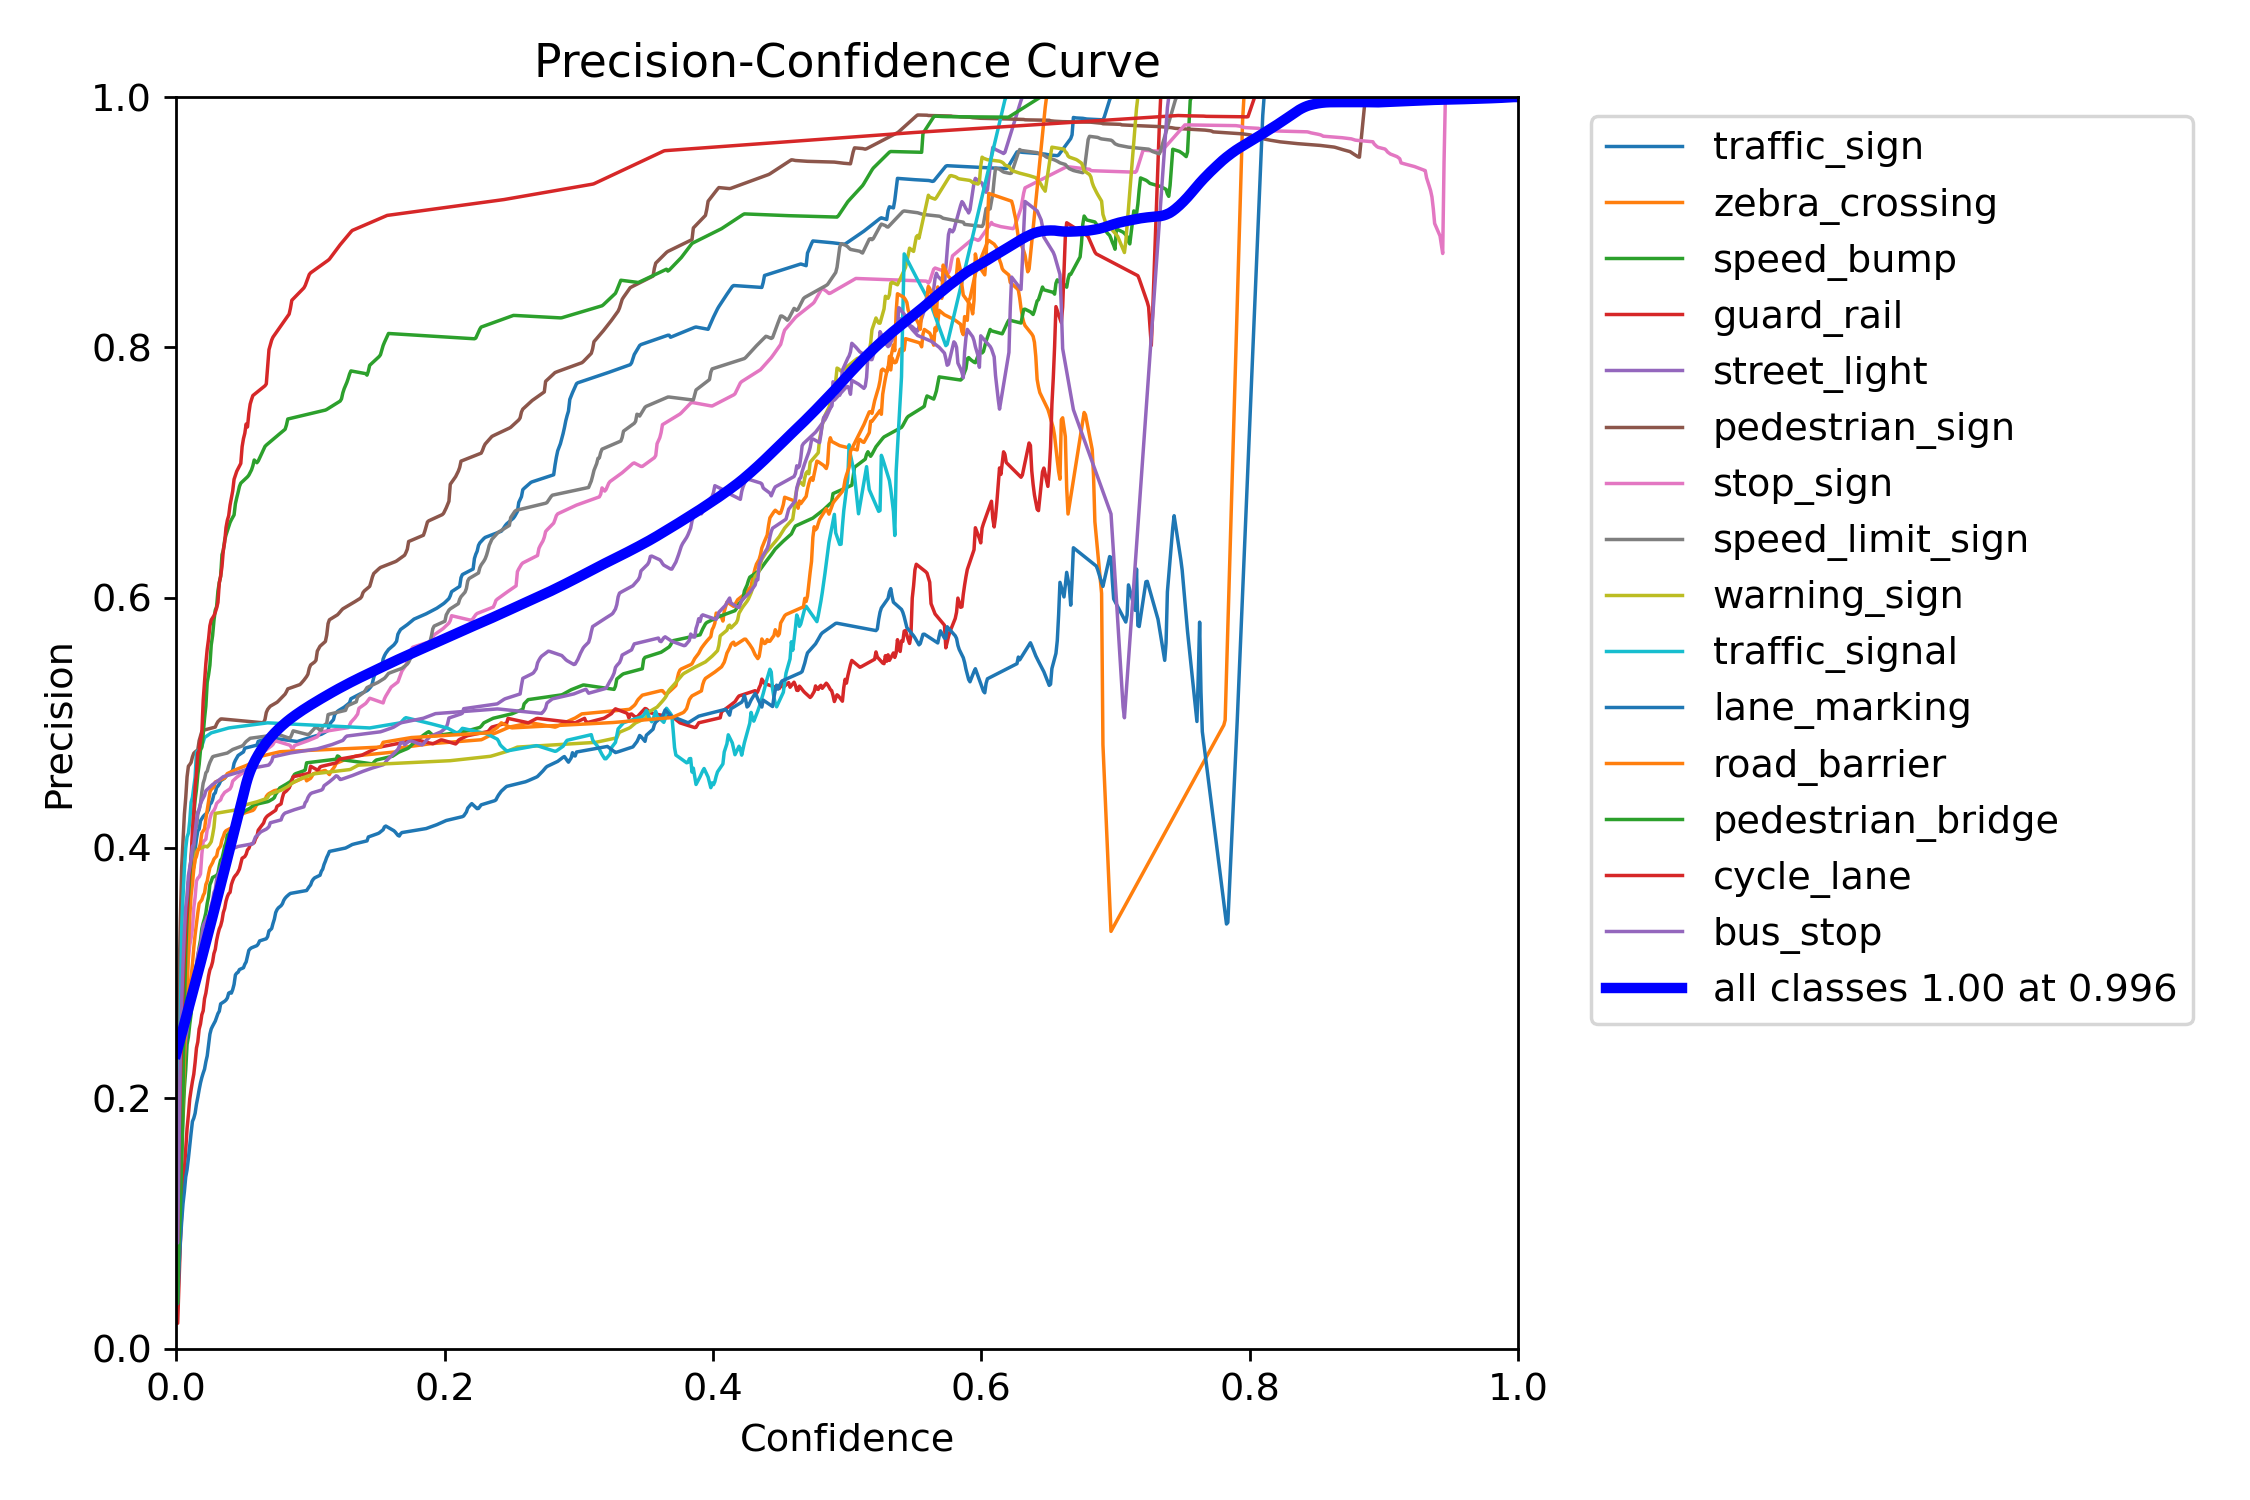 Precision-Confidence Curve
1.0
0.8
0.6
0.4
0.2
0.0
Precision
0.0 0.2 0.4 0.6 0.8 1.0
Confidence
traffic_sign
zebra_crossing
speed_bump
guard_rail
street_light
pedestrian_sign
stop_sign
speed_limit_sign
warning_sign
traffic_signal
lane_marking
road_barrier
pedestrian_bridge
cycle_lane
bus_stop
all classes 1.00 at 0.996